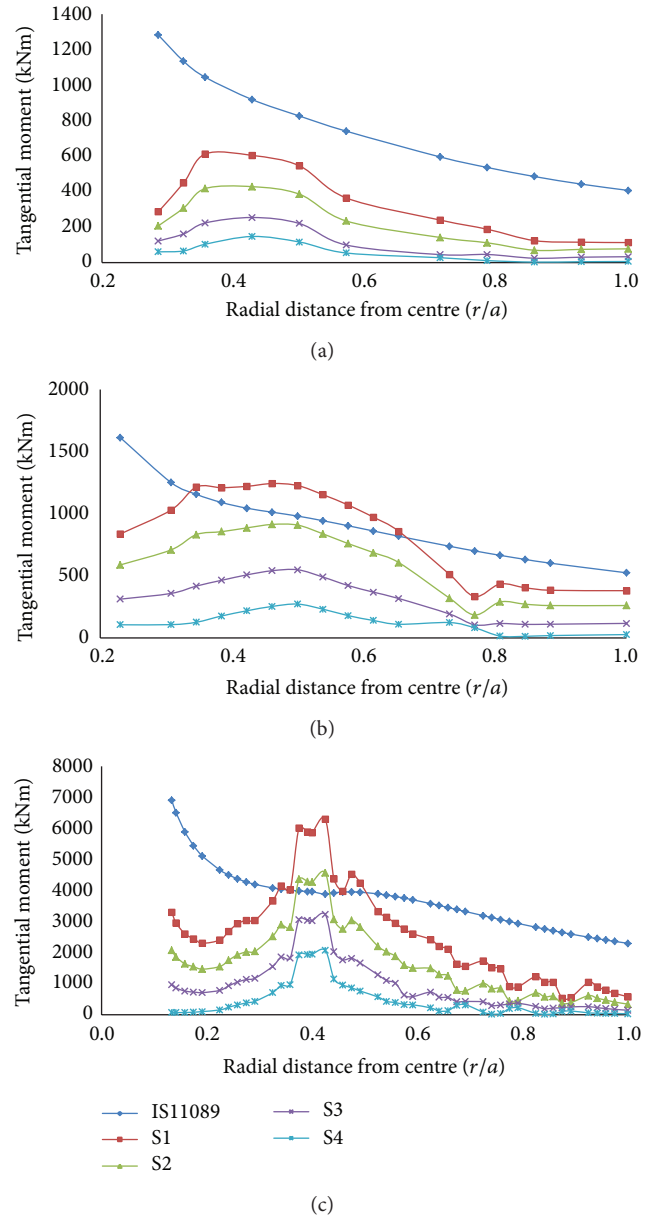 1400
1200
1000
800
600
400
200
0
Tangential moment (kNm)
0.2 0.4 0.6 0.8 1.0
Radial distance from centre (r/a)
(a)
2000
1500
1000
500
0
Tangential moment (kNm)
0.2 0.4 0.6 0.8 1.0
Radial distance from centre (r/a)
(b)
8000
7000
6000
5000
4000
3000
2000
1000
0
Tangential moment (kNm)
0.0 0.2 0.4 0.6 0.8 1.0
Radial distance from centre (r/a)
IS11089 S3
S1 S4
S2
(c)